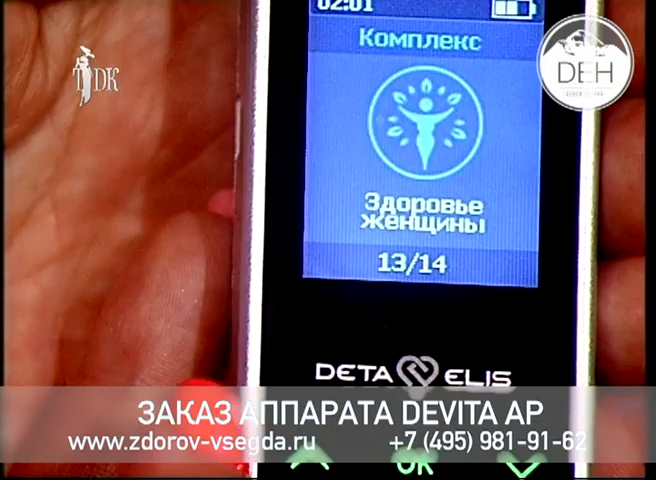 02:01
Комплекс
DEH
ТДК
Здоровье
женщины
13/14
DETA ELIS
ЗАКАЗ АППАРАТА DEVITA AP
www.zdorov-vsegda.ru +7 (495) 981-91-62
OK